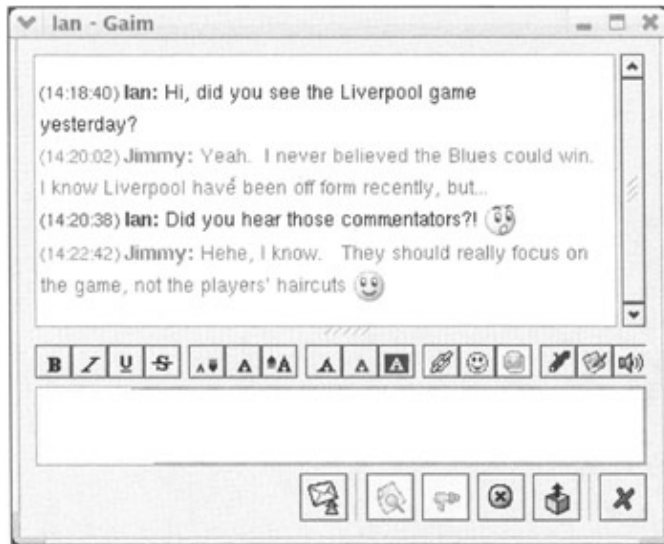 Ian - Gaim
(14:18:40) Ian: Hi, did you see the Liverpool game
yesterday?
(14:20:02) Jimmy: Yeah. I never believed the Blues could win.
I know Liverpool have been off form recently, but...
(14:20:38) Ian: Did you hear those commentators?!
(14:22:42) Jimmy: Hehe, I know. They should really focus on
the game, not the players' haircuts
B I U S A A A A A A